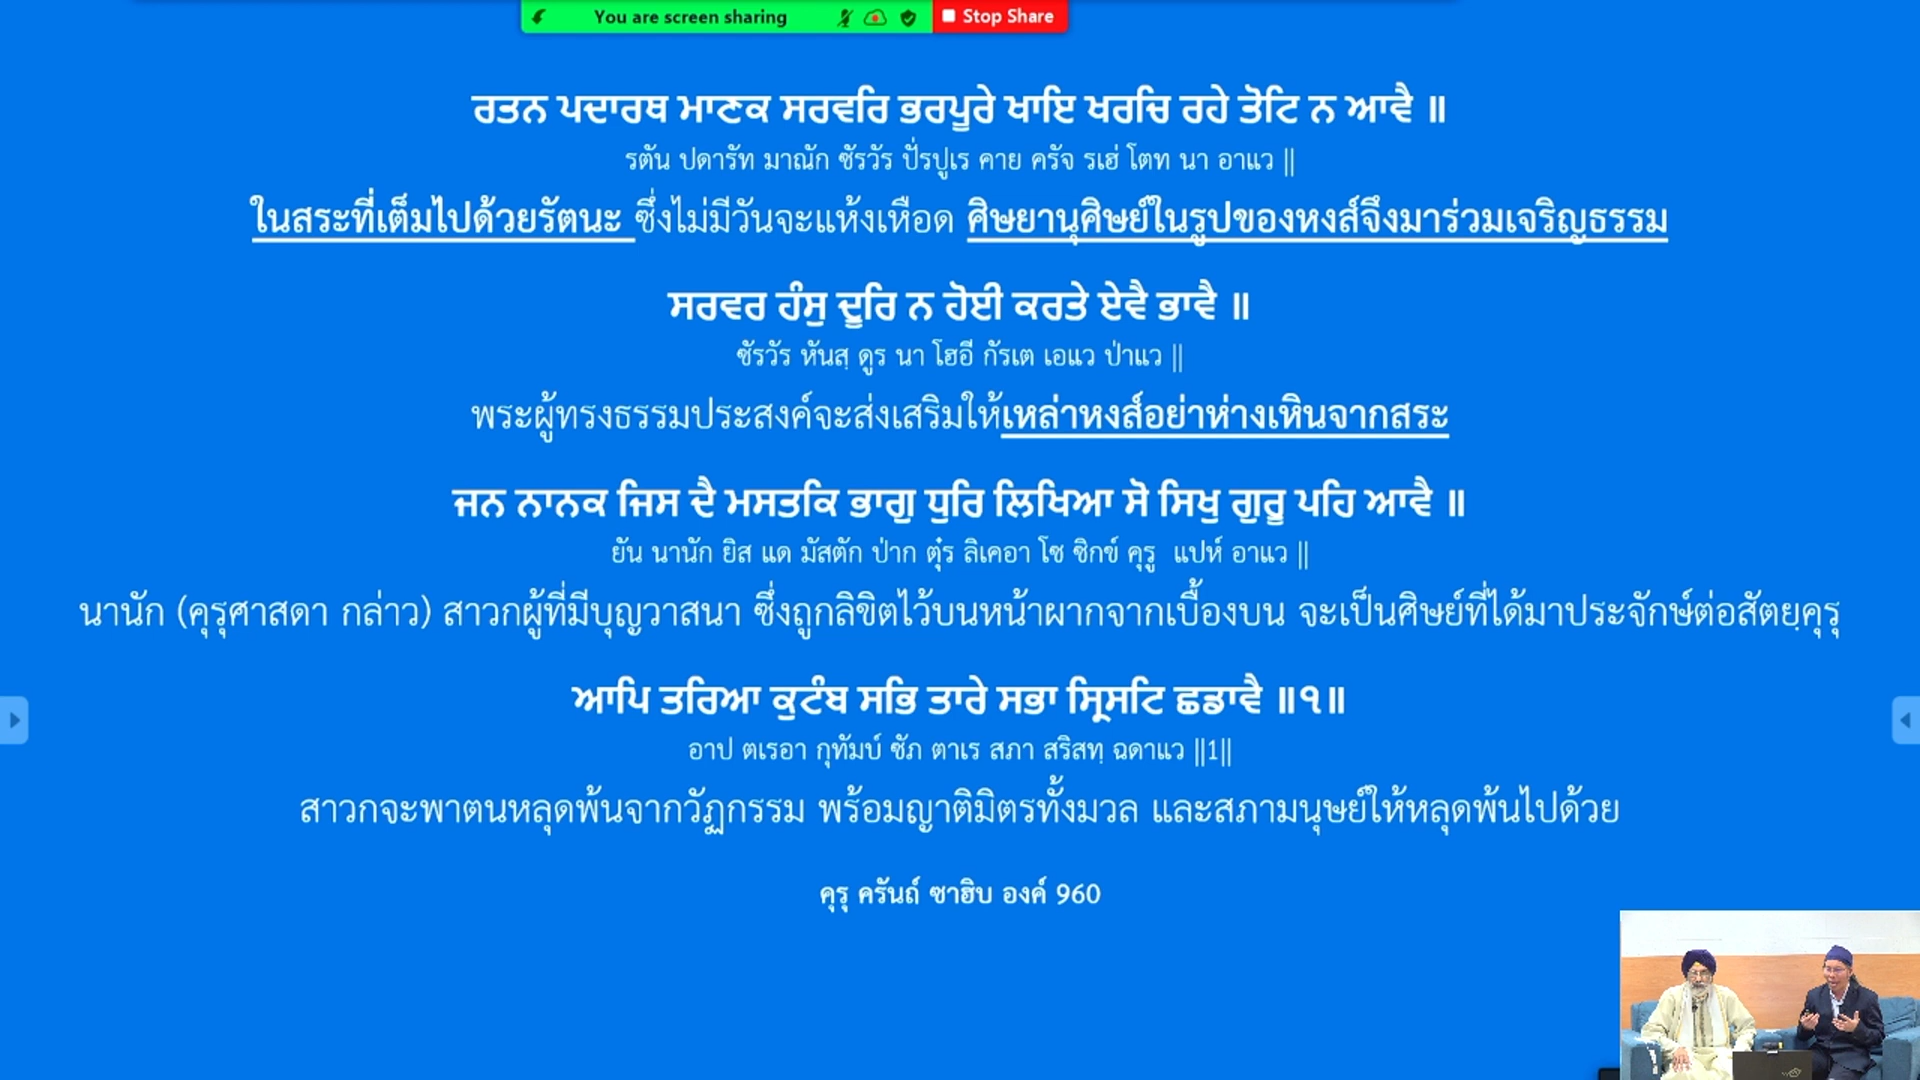 You are screen sharing Stop Share
ਰਤਨ ਪਦਾਰਥ ਮਾਣਕ ਸਰਵਰਿ ਭਰਪੂਰੇ ਖਾਇ ਖਰਚਿ ਰਹੇ ਤੋਟਿ ਨ ਆਵੈ ॥
รตัน ปดารัท มาณัก ซัรวัร ปั่รปูเร คาย ครัจ รเฮ่ โตท นา อาแว ||
ในสระที่เต็มไปด้วยรัตนะ ซึ่งไม่มีวันจะแห้งเหือด ศิษยานุศิษย์ในรูปของหงส์จึงมาร่วมเจริญธรรม
ਸਰਵਰ ਹੰਸੁ ਦੂਰਿ ਨ ਹੋਈ ਕਰਤੇ ਏਵੈ ਭਾਵੈ ॥
ซัรวัร หันสฺ ดูร นา โฮอี กัรเต เอแว ป่าแว ||
พระผู้ทรงธรรมประสงค์จะส่งเสริมให้เหล่าหงส์อย่าห่างเหินจากสระ
ਜਨ ਨਾਨਕ ਜਿਸ ਦੈ ਮਸਤਕਿ ਭਾਗੁ ਧੁਰਿ ਲਿਖਿਆ ਸੋ ਸਿਖੁ ਗੁਰੂ ਪਹਿ ਆਵੈ ॥
ยัน นานัก ยิส แด มัสตัก ป่าก ตุ๋ร ลิเคอา โซ ซิกข์ คุรู แปห์ อาแว ||
นานัก (คุรุศาสดา กล่าว) สาวกผู้ที่มีบุญวาสนา ซึ่งถูกลิขิตไว้บนหน้าผากจากเบื้องบน จะเป็นศิษย์ที่ได้มาประจักษ์ต่อสัตยฺคุรุ
ਆਪਿ ਤਰਿਆ ਕੁਟੰਬ ਸਭਿ ਤਾਰੇ ਸਭਾ ਸ੍ਰਿਸਟਿ ਛਡਾਵੈ ॥੧॥
อาป ตเรอา กุทัมบ์ ซัภ ตาเร สภา สริสทฺ ฉดาแว ||1||
สาวกจะพาตนหลุดพ้นจากวัฏกรรม พร้อมญาติมิตรทั้งมวล และสภามนุษย์ให้หลุดพ้นไปด้วย
คุรุ ครันถ์ ซาฮิบ องค์ 960